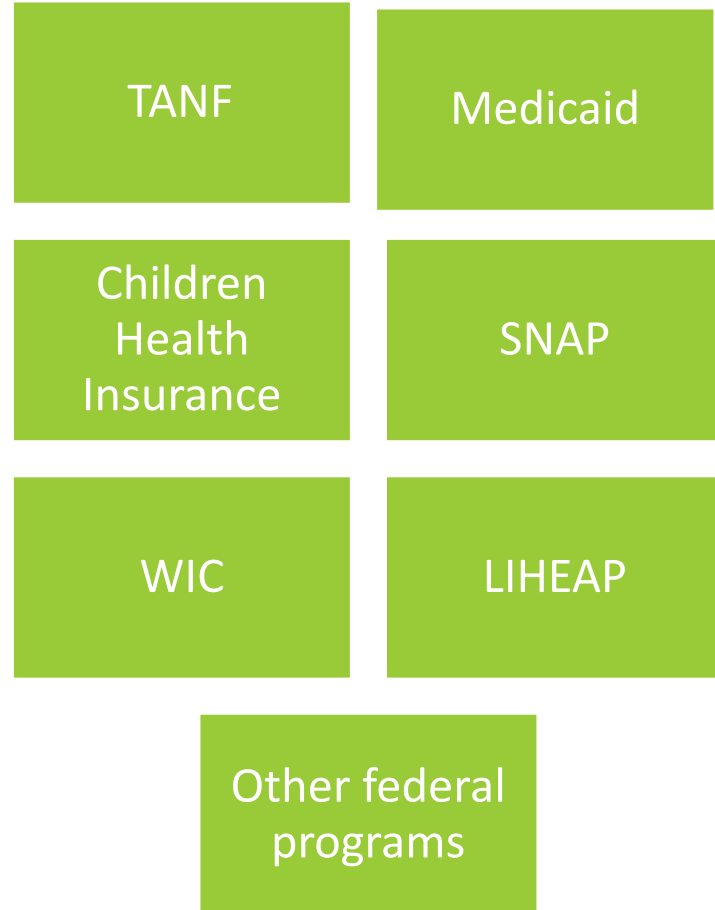 TANF
Medicaid
Children
Health
Insurance
SNAP
WIC
LIHEAP
Other federal
programs